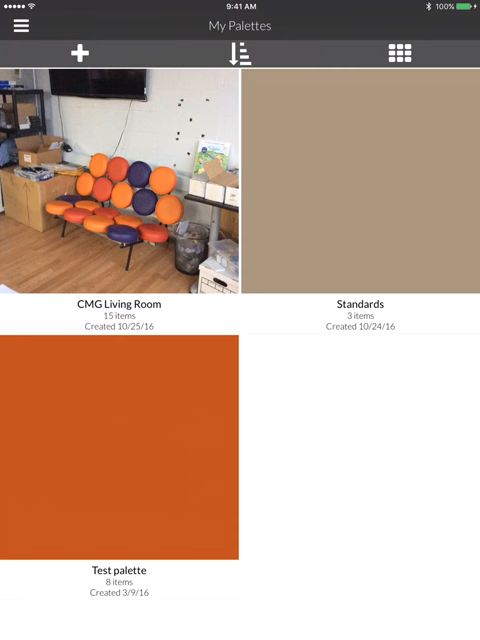 9:41 AM
100%
My Palettes
CMG Living Room
15 items
Created 10/25/16
Standards
3 items
Created 10/24/16
Test palette
8 items
Created 3/9/16